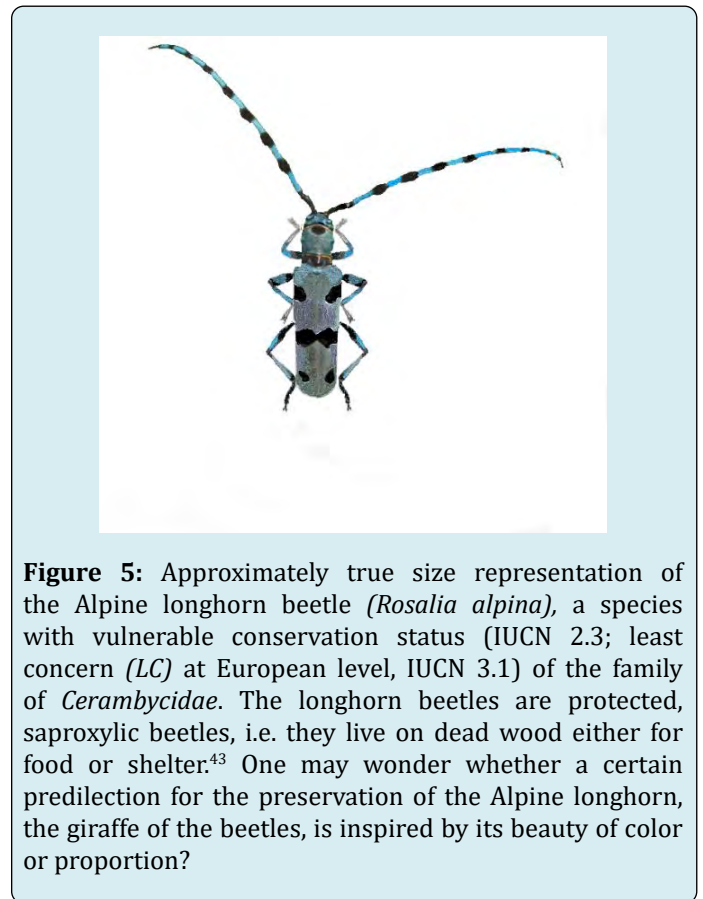 Figure 5: Approximately true size representation of
the Alpine longhorn beetle (Rosalia alpina), a species
with vulnerable conservation status (IUCN 2.3; least
concern (LC) at European level, IUCN 3.1) of the family
of Cerambycidae. The longhorn beetles are protected,
saproxylic beetles, i.e. they live on dead wood either for
food or shelter.43 One may wonder whether a certain
predilection for the preservation of the Alpine longhorn,
the giraffe of the beetles, is inspired by its beauty of color
or proportion?